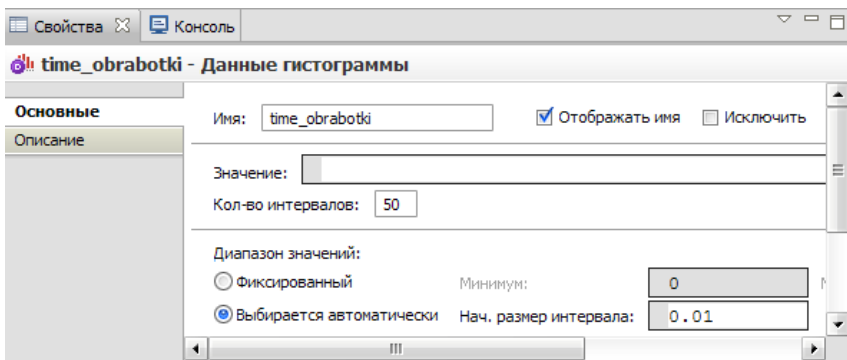 Свойства Консоль
time_obrabotki - Данные гистограммы
Основные
Описание
Имя: time_obrabotki Отображать имя Исключить
Значение:
Кол-во интервалов: 50
Диапазон значений:
Фиксированный Минимум: 0
Выбирается автоматически Нач. размер интервала: 0.01